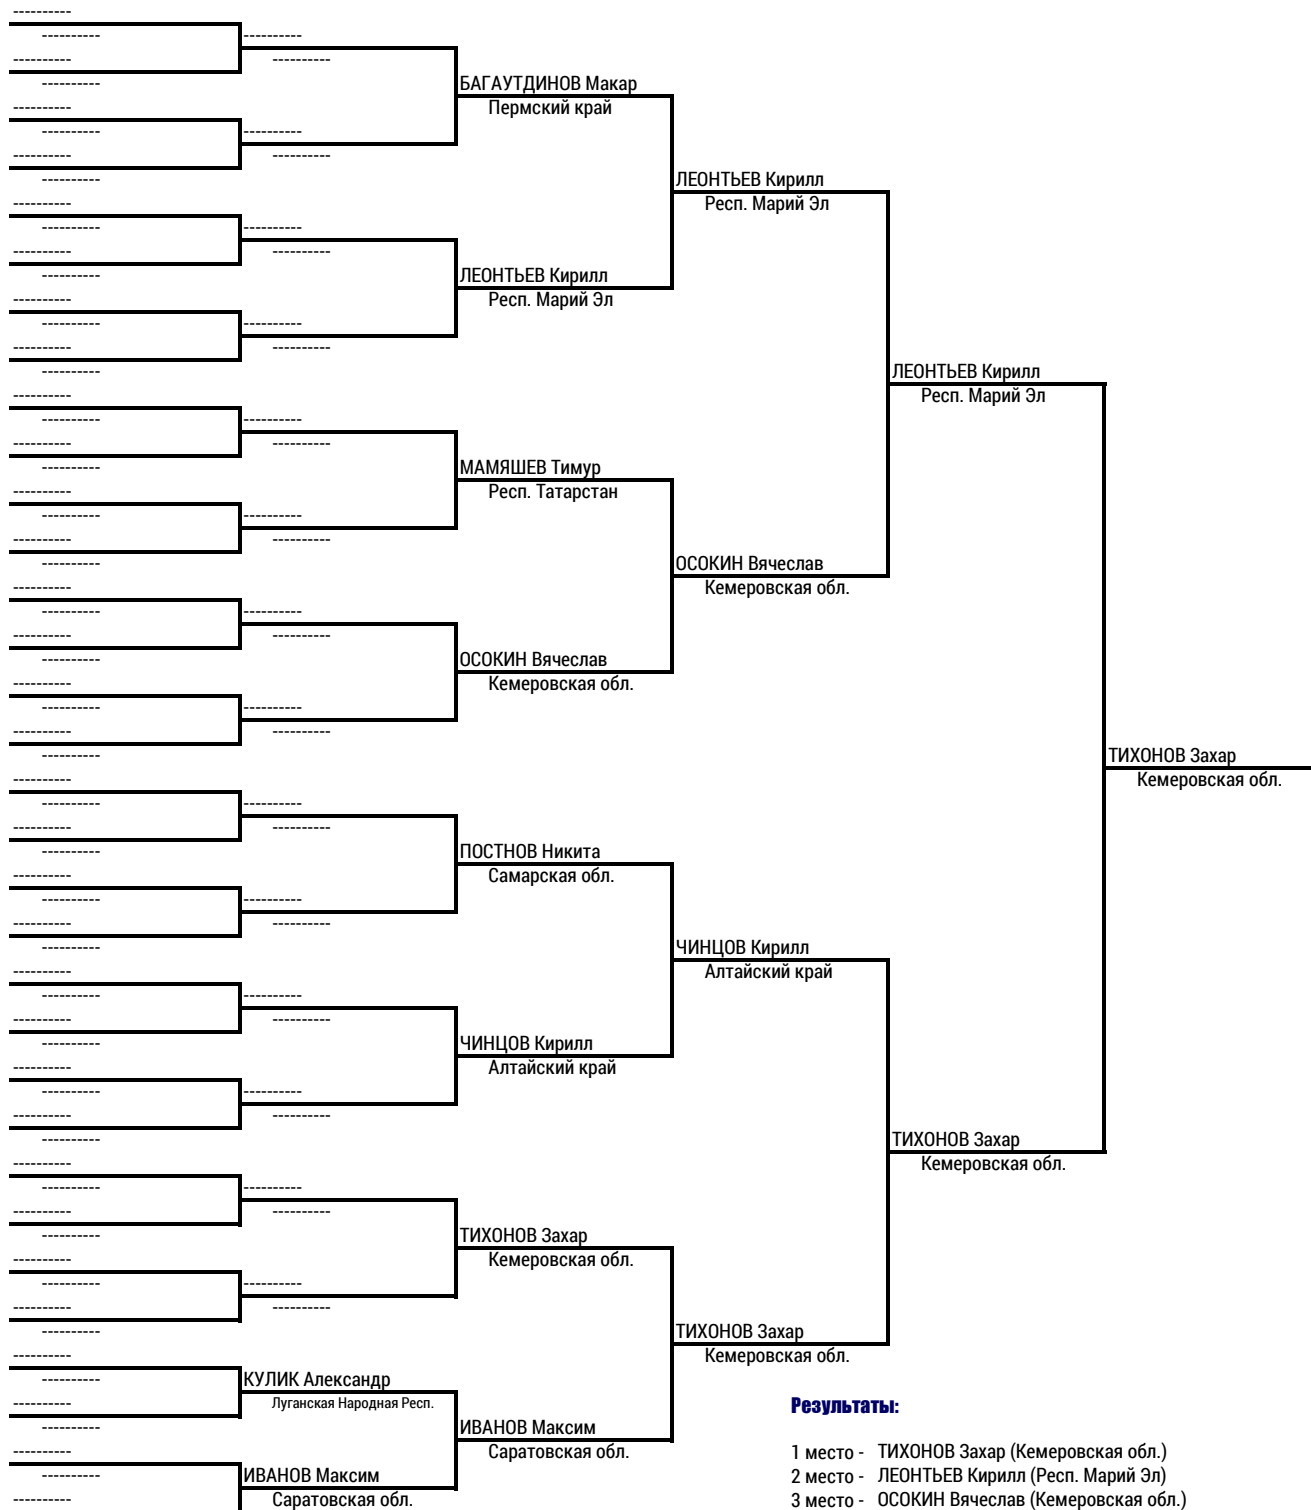 БАГАУТДИНОВ Макар
Пермский край
ЛЕОНТЬЕВ Кирилл
Респ. Марий Эл
ЛЕОНТЬЕВ Кирилл
Респ. Марий Эл
ЛЕОНТЬЕВ Кирилл
Респ. Марий Эл
МАМЯШЕВ Тимур
Респ. Татарстан
ОСОКИН Вячеслав
Кемеровская обл.
ОСОКИН Вячеслав
Кемеровская обл.
ТИХОНОВ Захар
Кемеровская обл.
ПОСТНОВ Никита
Самарская обл.
ЧИНЦОВ Кирилл
Алтайский край
ЧИНЦОВ Кирилл
Алтайский край
ТИХОНОВ Захар
Кемеровская обл.
ТИХОНОВ Захар
Кемеровская обл.
ТИХОНОВ Захар
Кемеровская обл.
КУЛИК Александр
Луганская Народная Респ.
ИВАНОВ Максим
Саратовская обл.
ИВАНОВ Максим
Саратовская обл.
Результаты:
1 место - ТИХОНОВ Захар (Кемеровская обл.)
2 место - ЛЕОНТЬЕВ Кирилл (Респ. Марий Эл)
3 место - ОСОКИН Вячеслав (Кемеровская обл.)